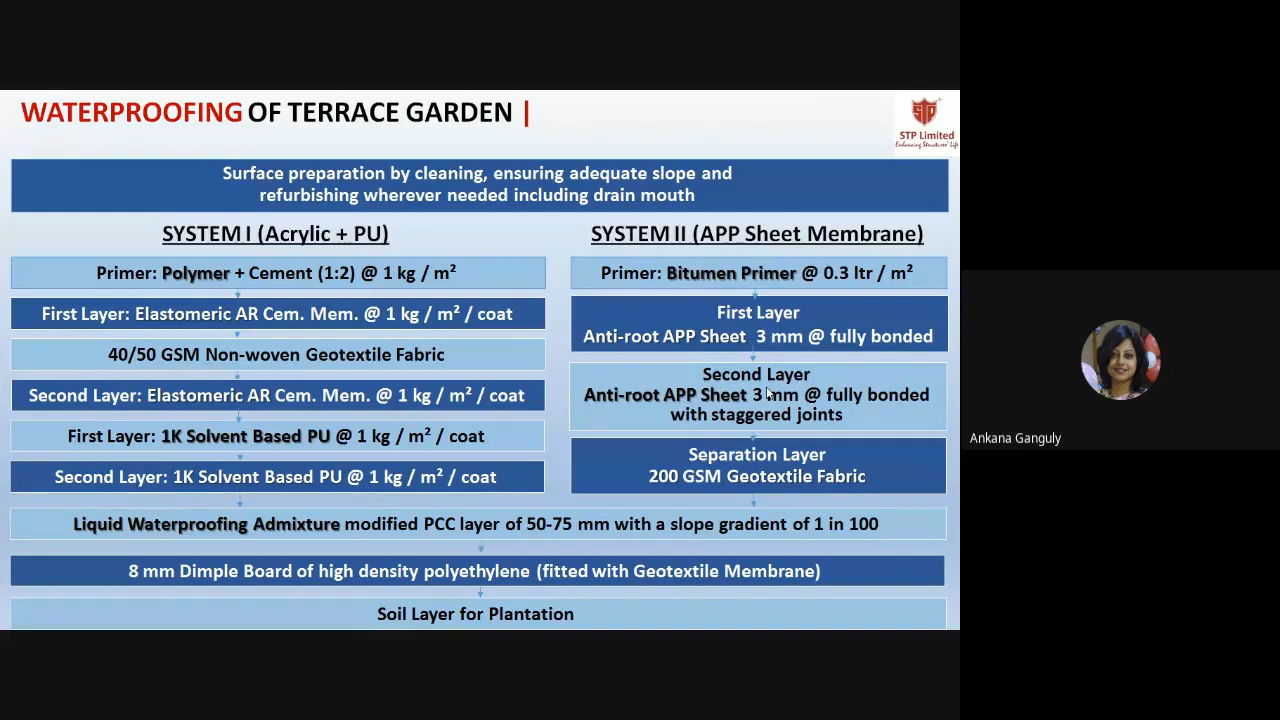 WATERPROOFING OF TERRACE GARDEN |
STP Limited
Enhancing Structures' Life
Surface preparation by cleaning, ensuring adequate slope and
refurbishing wherever needed including drain mouth
SYSTEM I (Acrylic + PU)
Primer: Polymer + Cement (1:2) @ 1 kg / m²
First Layer: Elastomeric AR Cem. Mem. @ 1 kg / m² / coat
40/50 GSM Non-woven Geotextile Fabric
Second Layer: Elastomeric AR Cem. Mem. @ 1 kg / m² / coat
First Layer: 1K Solvent Based PU @ 1 kg / m² / coat
Second Layer: 1K Solvent Based PU @ 1 kg / m² / coat
SYSTEM II (APP Sheet Membrane)
Primer: Bitumen Primer @ 0.3 ltr / m²
First Layer
Anti-root APP Sheet 3 mm @ fully bonded
Second Layer
Anti-root APP Sheet 3 mm @ fully bonded
with staggered joints
Separation Layer
200 GSM Geotextile Fabric
Liquid Waterproofing Admixture modified PCC layer of 50-75 mm with a slope gradient of 1 in 100
8 mm Dimple Board of high density polyethylene (fitted with Geotextile Membrane)
Soil Layer for Plantation
Ankana Ganguly